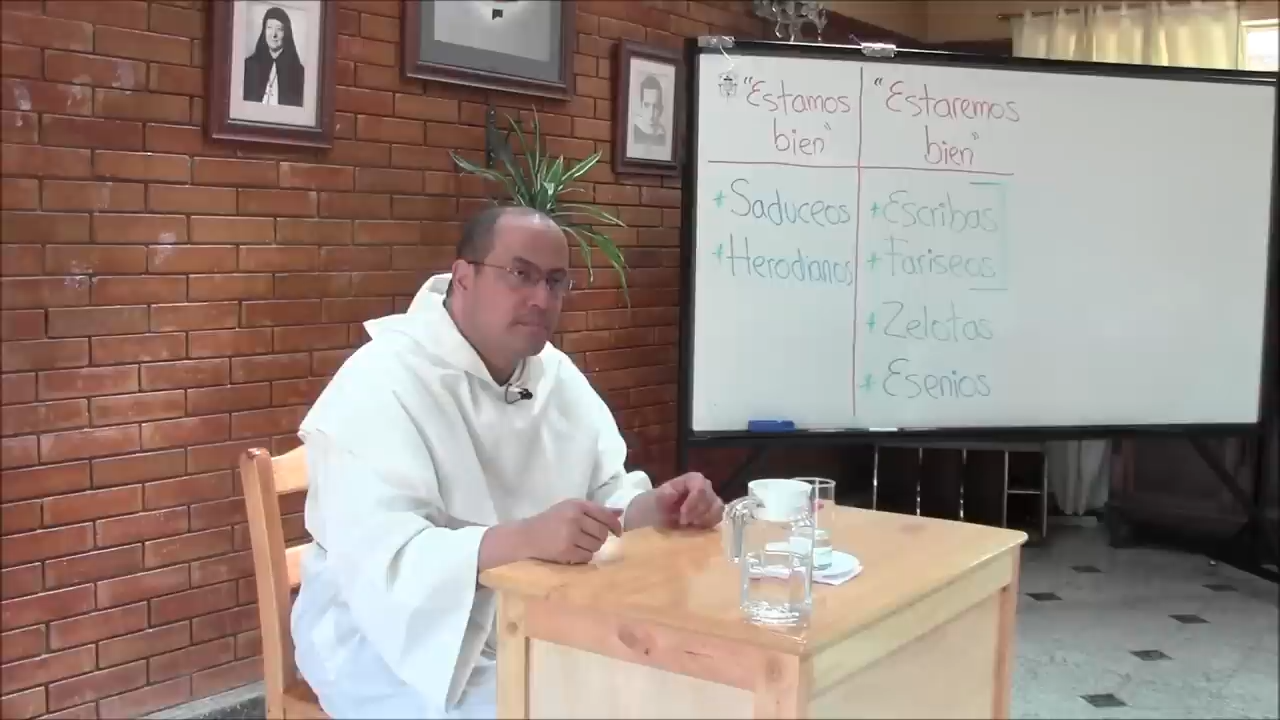 "Estamos bien"
"Estaremos bien"
+ Saduceos
+ Herodianos
+ Escribas
+ Fariseos
+ Zelotas
+ Esenios